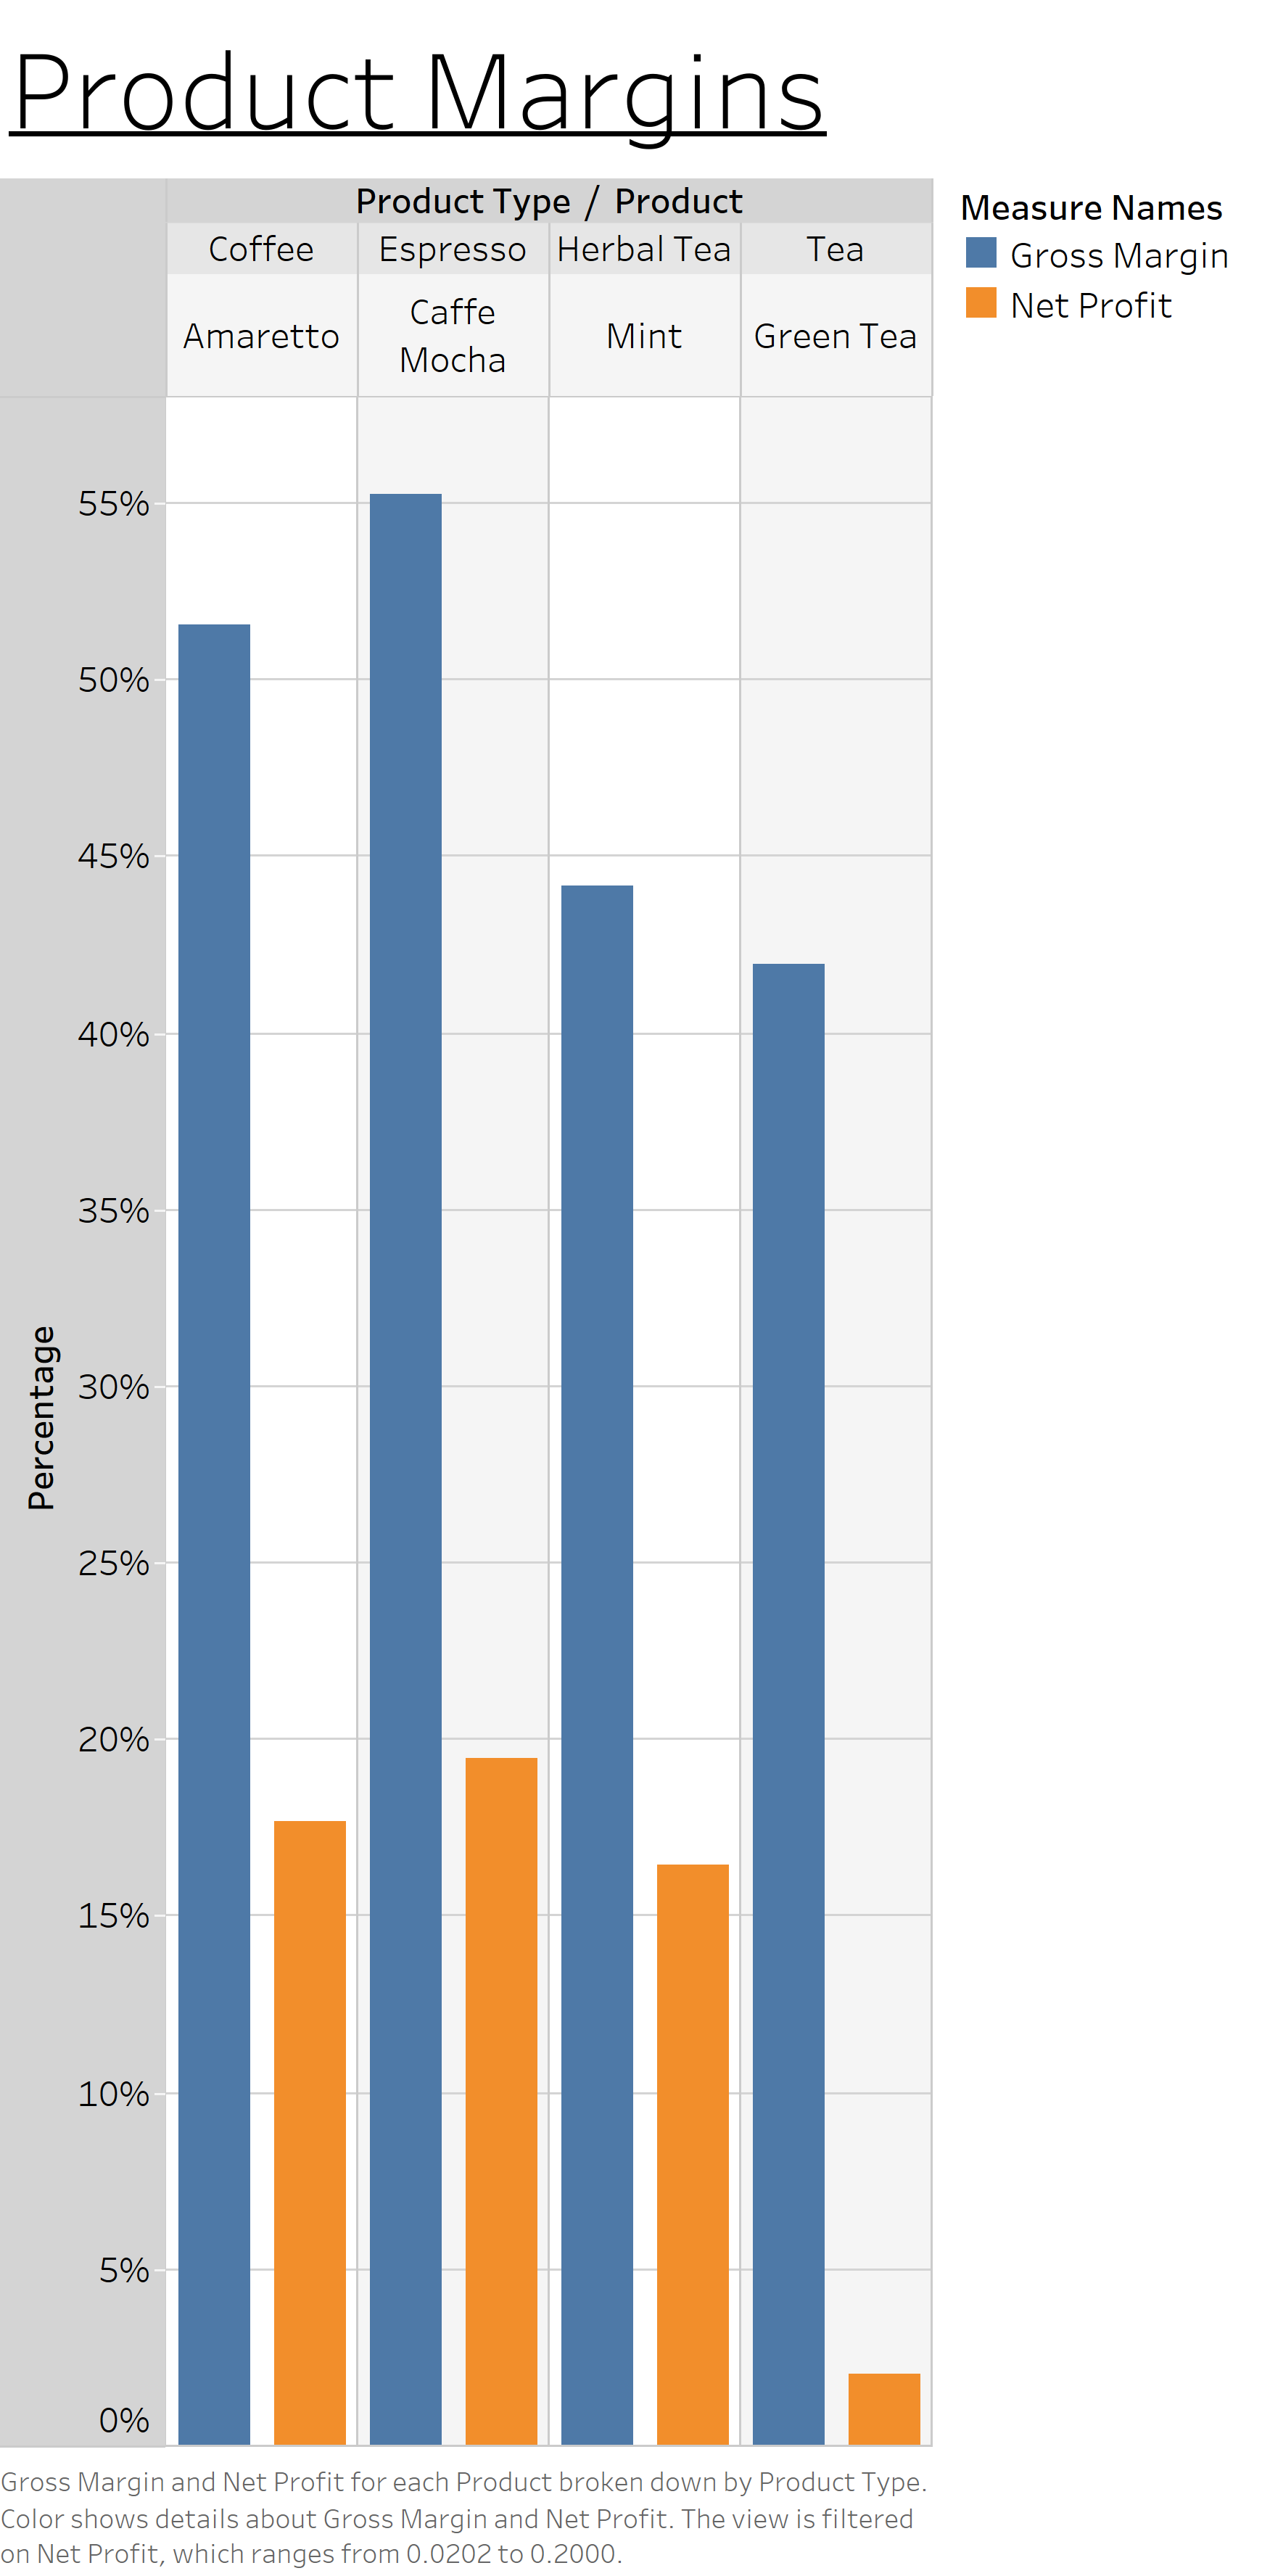 Product Margins
Product Type / Product
Measure Names
Coffee
Espresso
Herbal Tea
Tea
Gross Margin
Net Profit
Amaretto
Caffe
Mocha
Mint
Green Tea
55%
50%
45%
40%
35%
30%
25%
20%
15%
10%
5%
0%
Percentage
Gross Margin and Net Profit for each Product broken down by Product Type.
Color shows details about Gross Margin and Net Profit. The view is filtered
on Net Profit, which ranges from 0.0202 to 0.2000.